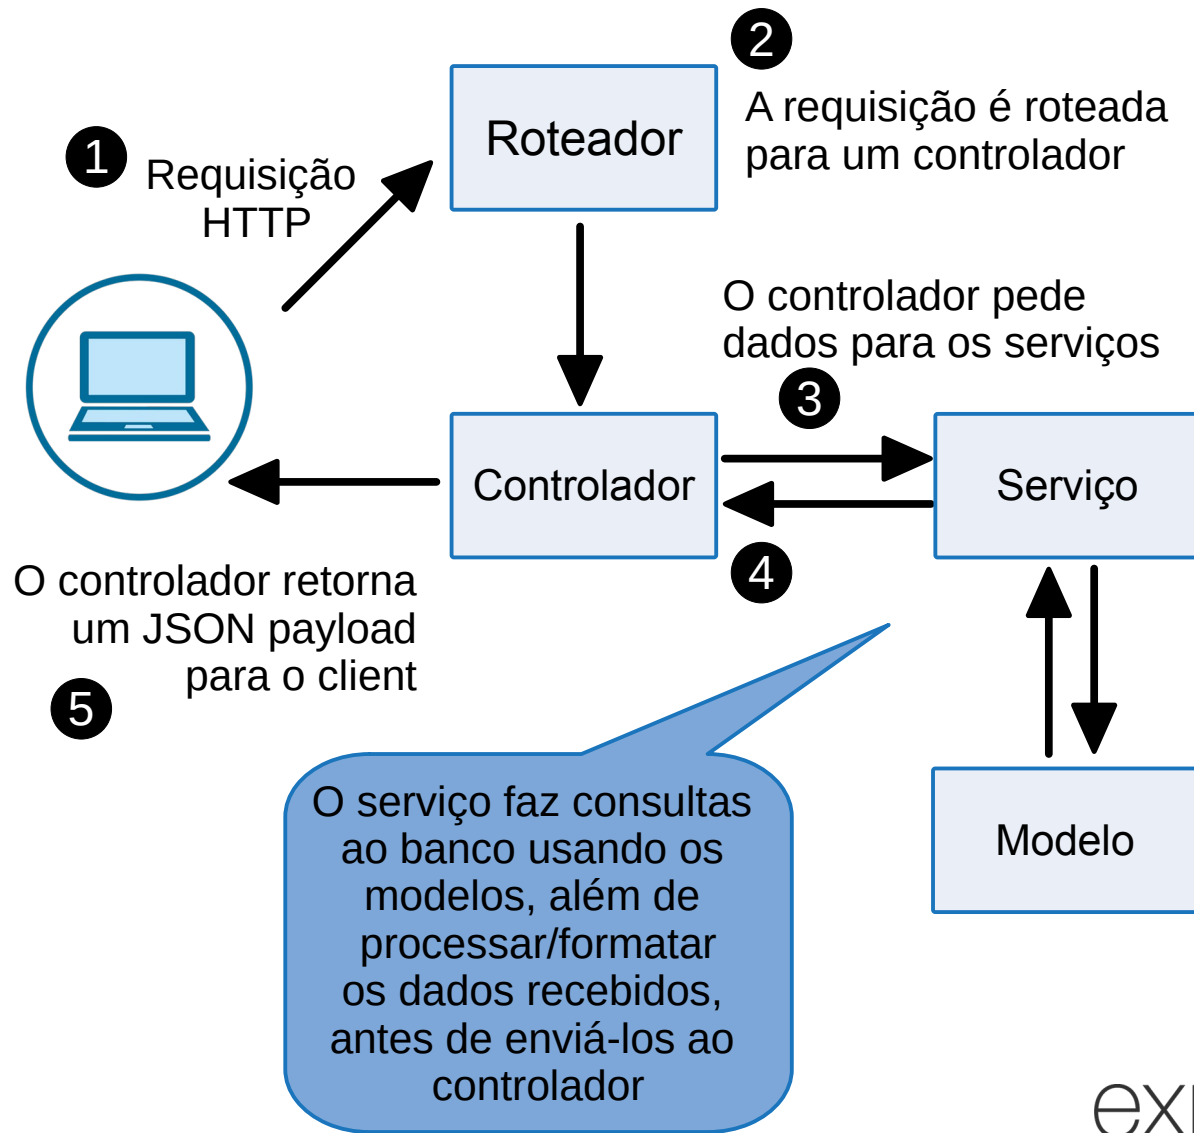 2
Roteador
A requisição é roteada
para um controlador
1
Requisição
HTTP
O controlador pede
dados para os serviços
3
Controlador
Serviço
4
O controlador retorna
um JSON payload
para o client
5
O serviço faz consultas
ao banco usando os
modelos, além de
processar/formatar
os dados recebidos,
antes de enviá-los ao
controlador
Modelo